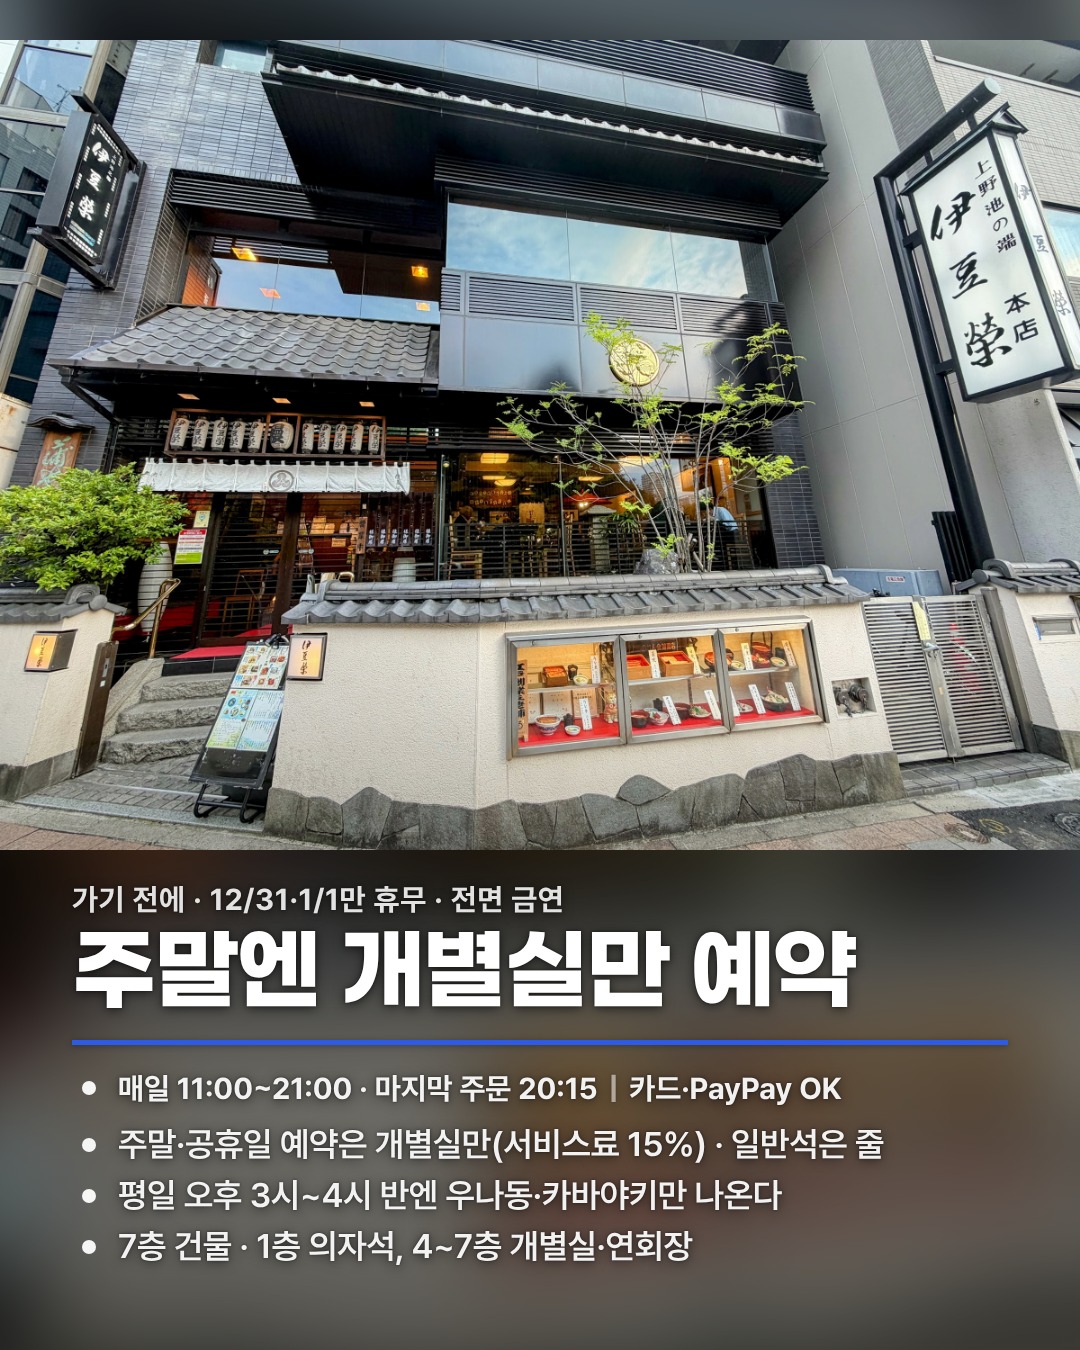 伊豆榮
上野池の端
伊豆榮
本店
伊豆榮
伊豆榮
가기 전에 · 12/31·1/1만 휴무 · 전면 금연
주말엔 개별실만 예약
매일 11:00~21:00 · 마지막 주문 20:15 | 카드·PayPay OK
주말·공휴일 예약은 개별실만(서비스료 15%) · 일반석은 줄
평일 오후 3시~4시 반엔 우나동·카바야키만 나온다
7층 건물 · 1층 의자석, 4~7층 개별실·연회장